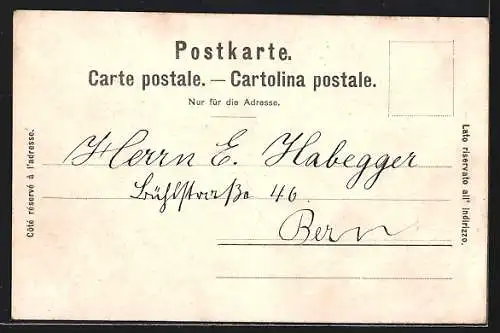 Postkarte.
Carte postale. — Cartolina postale.
Nur für die Adresse.
Côté réservé à l'adresse.
Herrn E. Habegger
Bühlstraße 46.
Bern
Lato riservato all' indirizzo.